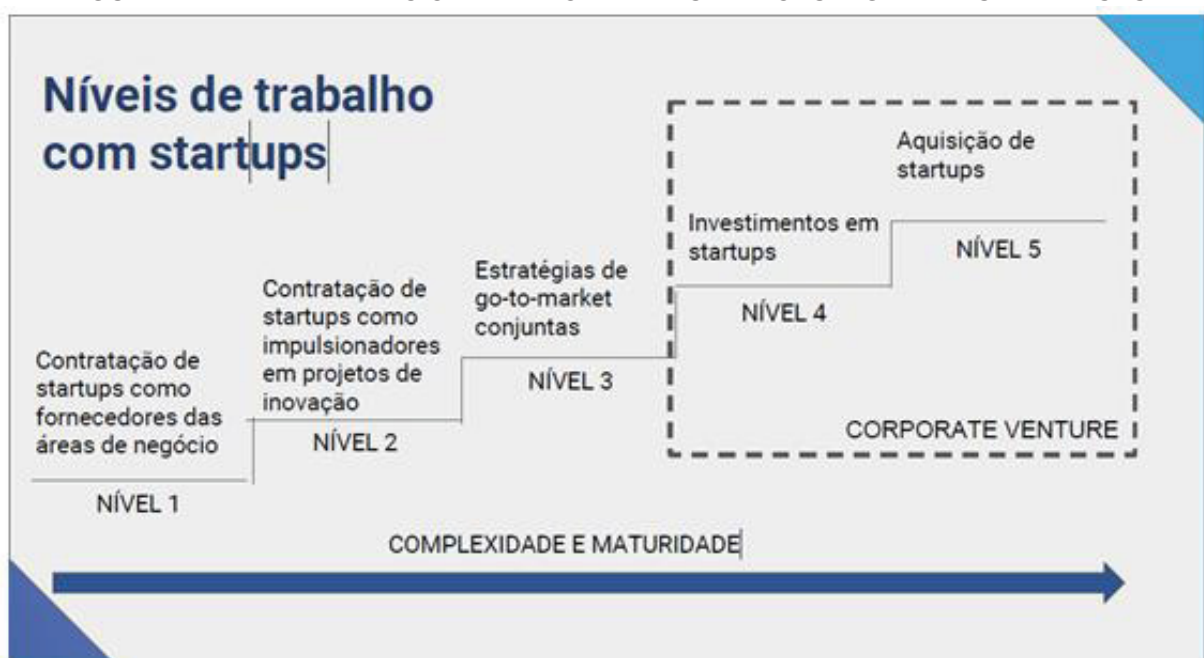 Níveis de trabalho
com startups
Contratação de
startups como
fornecedores das
áreas de negócio
NÍVEL 1
Contratação de
startups como
impulsionadores
em projetos de
inovação
NÍVEL 2
Estratégias de
go-to-market
conjuntas
NÍVEL 3
Investimentos em
startups
NÍVEL 4
Aquisição de
startups
NÍVEL 5
CORPORATE VENTURE
COMPLEXIDADE E MATURIDADE